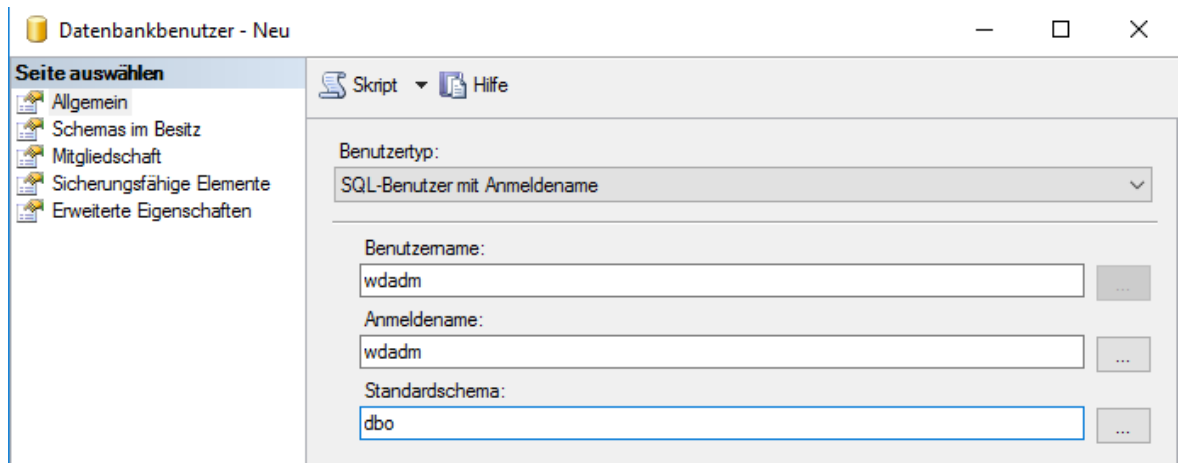 Datenbankbenutzer - Neu
Seite auswählen
Allgemein
Schemas im Besitz
Mitgliedschaft
Sicherungsfähige Elemente
Erweiterte Eigenschaften
Skript
Hilfe
Benutzertyp:
SQL-Benutzer mit Anmeldename
Benutzername:
wdadm
...
Anmeldename:
wdadm
...
Standardschema:
dbo
...